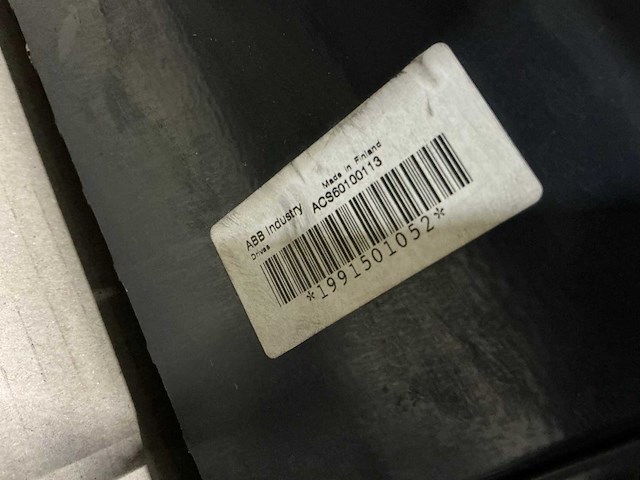 ABB Industry
Drives
Made in Finland
ACS60100113
*1991501052*